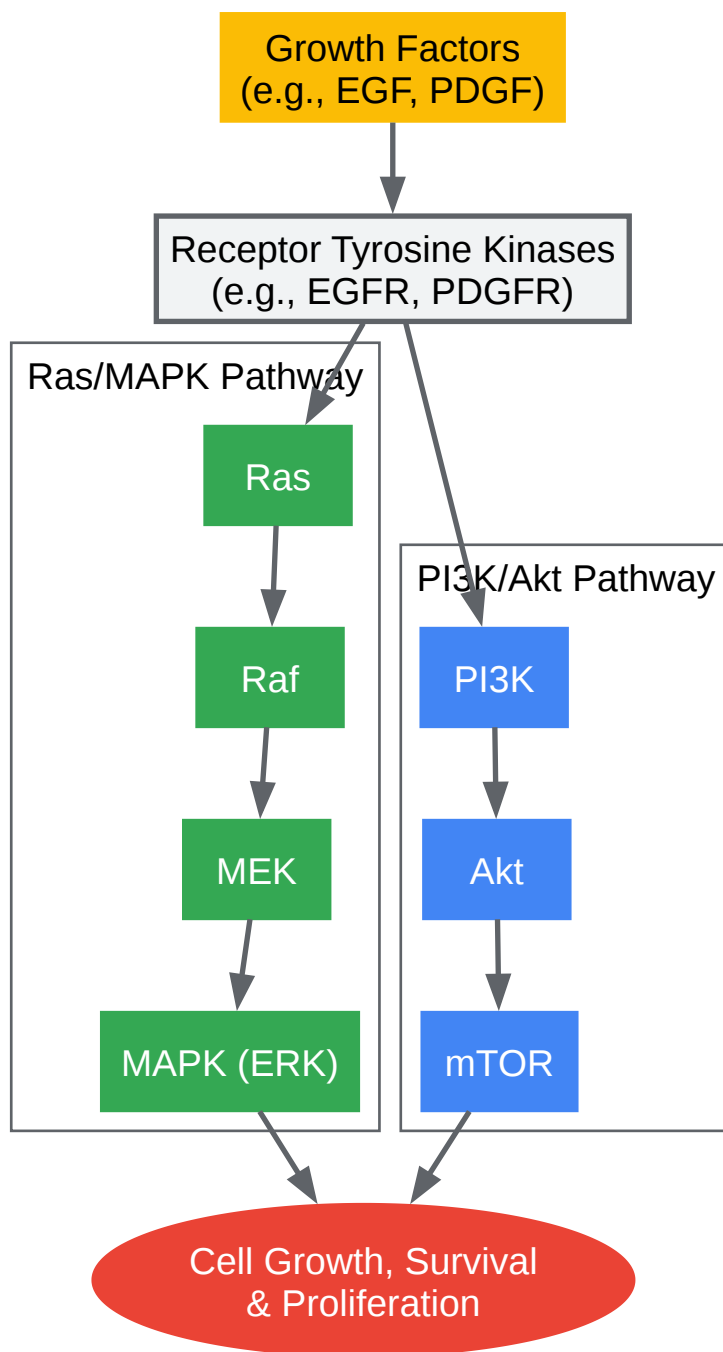 Growth Factors
(e.g., EGF, PDGF)
Receptor Tyrosine Kinases
(e.g., EGFR, PDGFR)
Ras/MAPK Pathway
Ras
Raf
MEK
MAPK (ERK)
PI3K/Akt Pathway
PI3K
Akt
mTOR
Cell Growth, Survival
& Proliferation